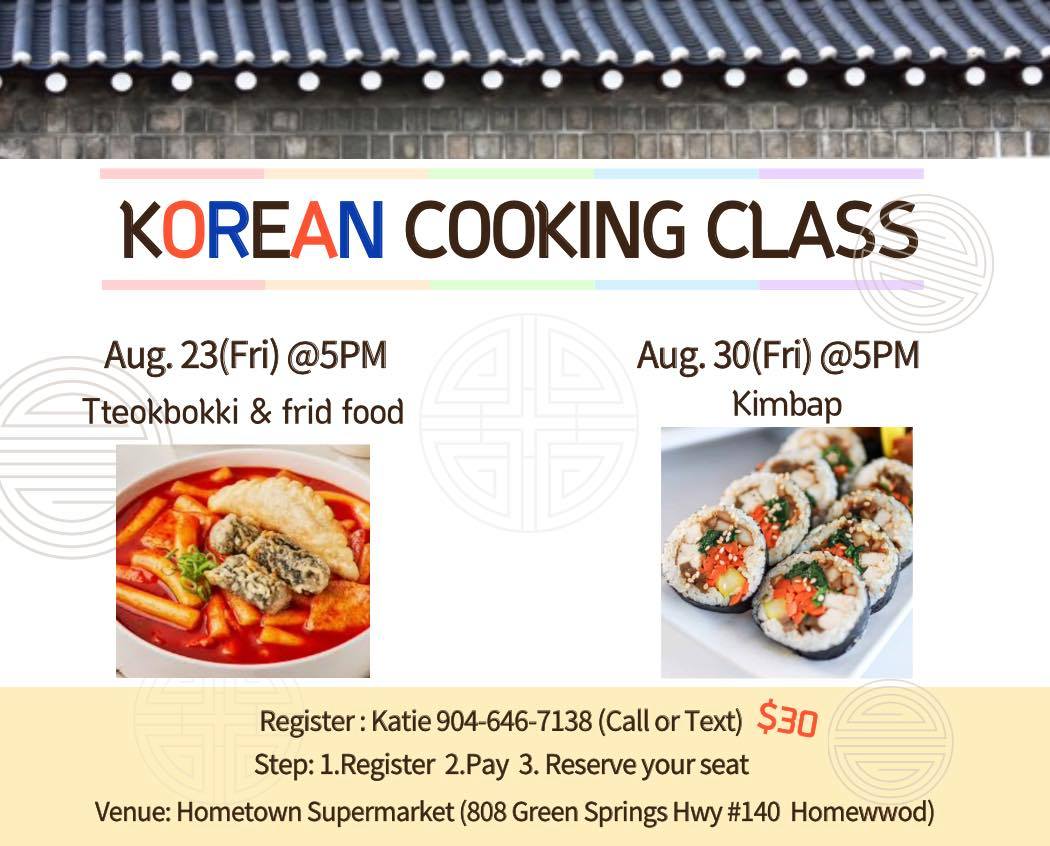 KOREAN COOKING CLASS
Aug. 23(Fri) @5PM
Tteokbokki & frid food
Aug. 30(Fri) @5PM
Kimbap
Register : Katie 904-646-7138 (Call or Text) $30
Step: 1.Register 2.Pay 3. Reserve your seat
Venue: Hometown Supermarket (808 Green Springs Hwy #140 Homewwod)